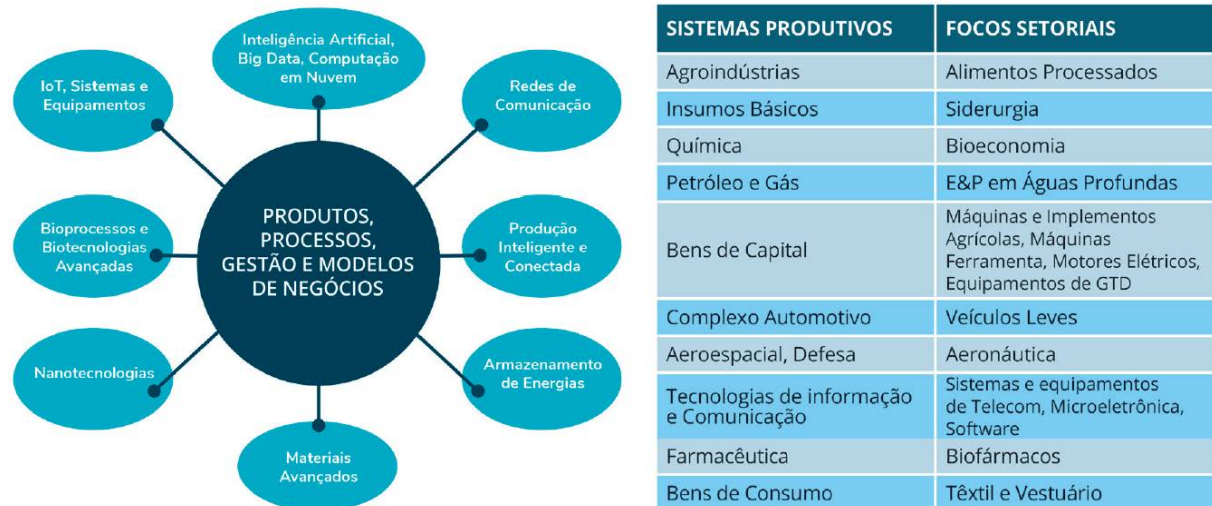 Inteligência Artificial,
Big Data, Computação
em Nuvem
IoT, Sistemas e
Equipamentos
Redes de
Comunicação
Bioprocessos e
Biotecnologias
Avançadas
PRODUTOS,
PROCESSOS,
GESTÃO E MODELOS
DE NEGÓCIOS
Produção
Inteligente e
Conectada
Nanotecnologias
Armazenamento
de Energias
Materiais
Avançados
SISTEMAS PRODUTIVOS FOCOS SETORIAIS
Agroindústrias Alimentos Processados
Insumos Básicos Siderurgia
Química Bioeconomia
Petróleo e Gás E&P em Águas Profundas
Bens de Capital
Máquinas e Implementos
Agrícolas, Máquinas
Ferramenta, Motores Elétricos,
Equipamentos de GTD
Complexo Automotivo Veículos Leves
Aeroespacial, Defesa Aeronáutica
Tecnologias de informação
e Comunicação
Sistemas e equipamentos
de Telecom, Microeletrônica,
Software
Farmacêutica Biofármacos
Bens de Consumo Têxtil e Vestuário